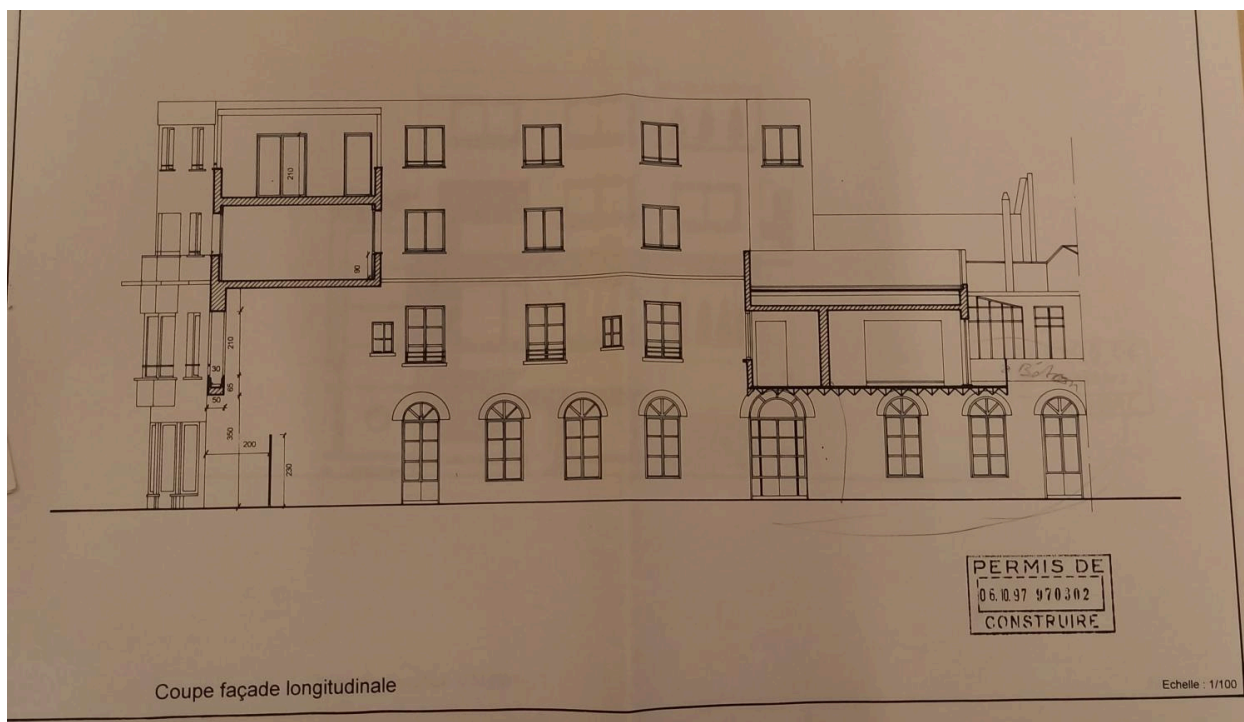 210
90
210
30
65
50
350
200
230
Béton
PERMIS DE
06.10.97 970302
CONSTRUIRE
Coupe façade longitudinale
Echelle : 1/100